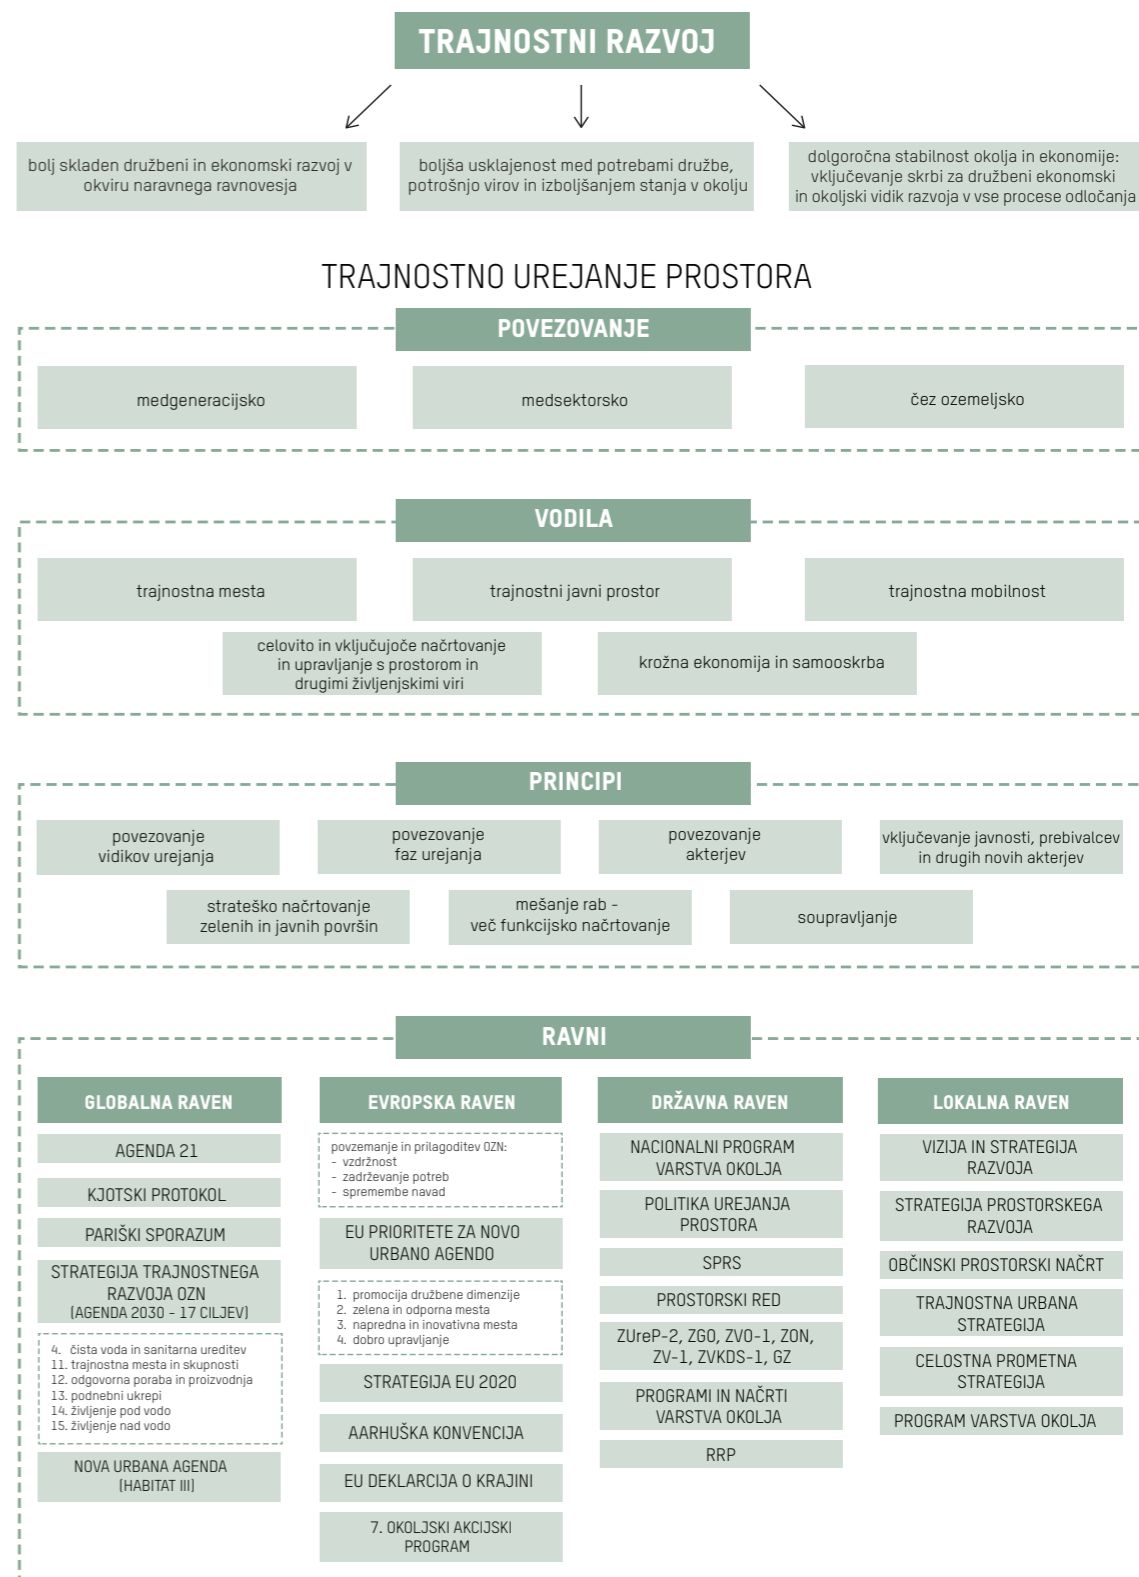 TRAJNOSTNI RAZVOJ
bolj skladen družbeni in ekonomski razvoj v
okviru naravnega ravnovesja
boljša usklajenost med potrebami družbe,
potrošnjo virov in izboljšanjem stanja v okolju
dolgoročna stabilnost okolja in ekonomije:
vključevanje skrbi za družbeni ekonomski
in okoljski vidik razvoja v vse procese odločanja
TRAJNOSTNO UREJANJE PROSTORA
POVEZOVANJE
medgeneracijsko
medsektorsko
čez ozemeljsko
VODILA
trajnostna mesta
trajnostni javni prostor
trajnostna mobilnost
celovito in vključujoče načrtovanje
in upravljanje s prostorom in
drugimi življenjskimi viri
krožna ekonomija in samooskrba
PRINCIPI
povezovanje
vidikov urejanja
povezovanje
faz urejanja
povezovanje
akterjev
vključevanje javnosti, prebivalcev
in drugih novih akterjev
strateško načrtovanje
zelenih in javnih površin
mešanje rab -
več funkcijsko načrtovanje
soupravljanje
RAVNI
GLOBALNA RAVEN
AGENDA 21
KJOTSKI PROTOKOL
PARIŠKI SPORAZUM
STRATEGIJA TRAJNOSTNEGA
RAZVOJA OZN
(AGENDA 2030 - 17 CILJEV)
4. čista voda in sanitarna ureditev
11. trajnostna mesta in skupnosti
12. odgovorna poraba in proizvodnja
13. podnebni ukrepi
14. življenje pod vodo
15. življenje nad vodo
NOVA URBANA AGENDA
(HABITAT III)
EVROPSKA RAVEN
povzemanje in prilagoditev OZN:
- vzdržnost
- zadrževanje potreb
- spremembe navad
EU PRIORITETE ZA NOVO
URBANO AGENDO
1. promocija družbene dimenzije
2. zelena in odporna mesta
3. napredna in inovativna mesta
4. dobro upravljanje
STRATEGIJA EU 2020
AARHUŠKA KONVENCIJA
EU DEKLARCIJA O KRAJINI
7. OKOLJSKI AKCIJSKI
PROGRAM
DRŽAVNA RAVEN
NACIONALNI PROGRAM
VARSTVA OKOLJA
POLITIKA UREJANJA
PROSTORA
SPRS
PROSTORSKI RED
ZUreP-2, ZGO, ZVO-1, ZON,
ZV-1, ZVKDS-1, GZ
PROGRAMI IN NAČRTI
VARSTVA OKOLJA
RRP
LOKALNA RAVEN
VIZIJA IN STRATEGIJA
RAZVOJA
STRATEGIJA PROSTORSKEGA
RAZVOJA
OBČINSKI PROSTORSKI NAČRT
TRAJNOSTNA URBANA
STRATEGIJA
CELOSTNA PROMETNA
STRATEGIJA
PROGRAM VARSTVA OKOLJA